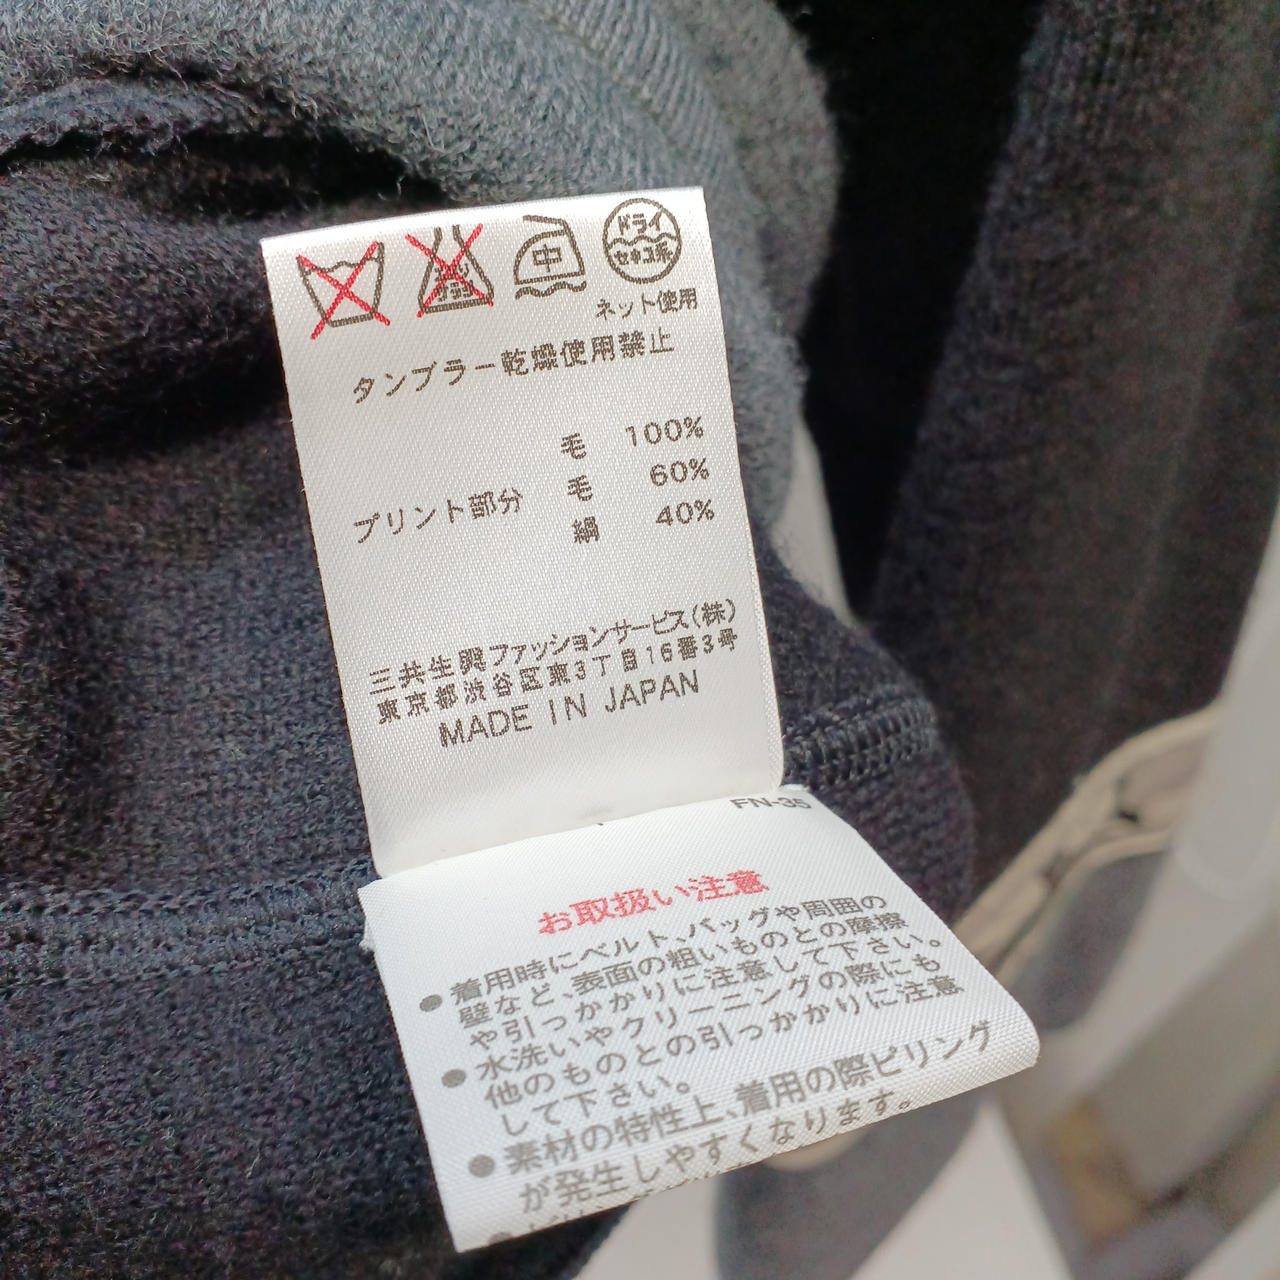 エンソ
サラシ
中
ドライ
セキユ系
ネット使用
タンブラー乾燥使用禁止
毛 100%
プリント部分 毛 60%
絹 40%
三共生興ファッションサービス(株)
東京都渋谷区東3丁目16番3号
MADE IN JAPAN
FN-35
お取扱い注意
● 着用時にベルト、バッグや周囲の
壁など、表面の粗いものとの摩擦
や引っかかりに注意して下さい。
● 水洗いやクリーニングの際にも
他のものとの引っかかりに注意
して下さい。
● 素材の特性上、着用の際ピリング
が発生しやすくなります。